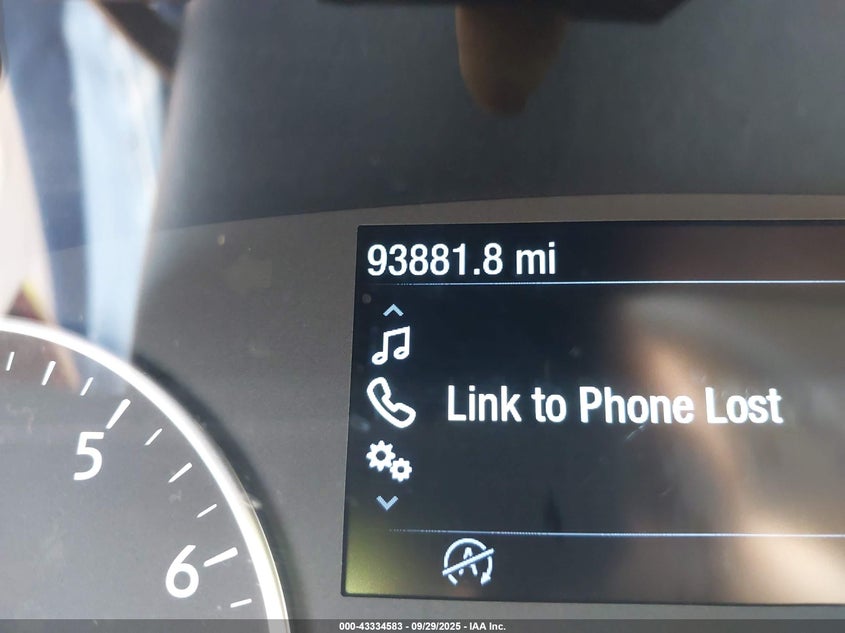 93881.8 mi
Link to Phone Lost
5
6
A
000-43334583 - 09/29/2025 - IAA Inc.